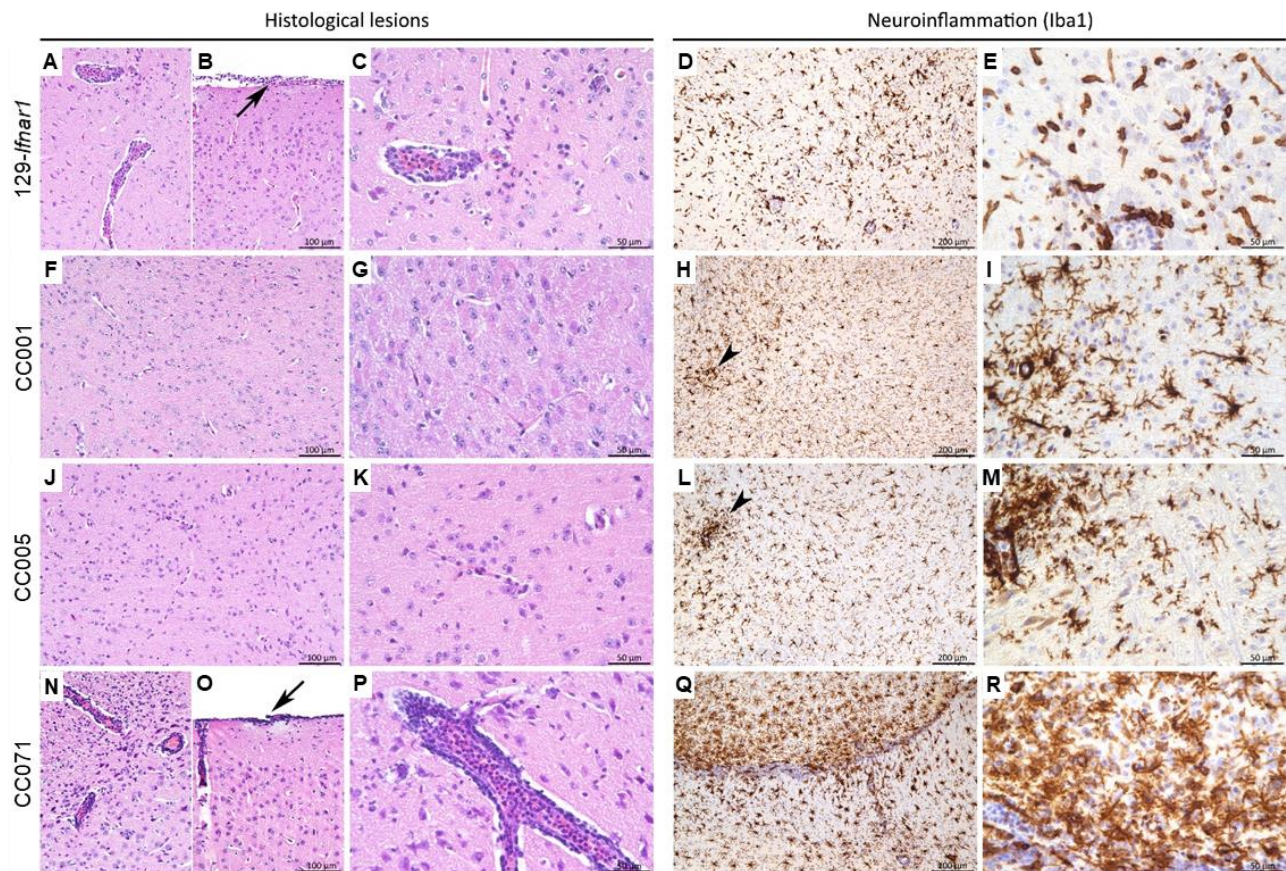 Histological lesions
Neuroinflammation (Iba1)
129-Ifnar1
A
B
C
D
E
100 µm
50 µm
200 µm
50 µm
CC001
F
G
H
I
100 µm
50 µm
200 µm
50 µm
CC005
J
K
L
M
100 µm
50 µm
200 µm
50 µm
CC071
N
O
P
Q
R
100 µm
50 µm
200 µm
50 µm